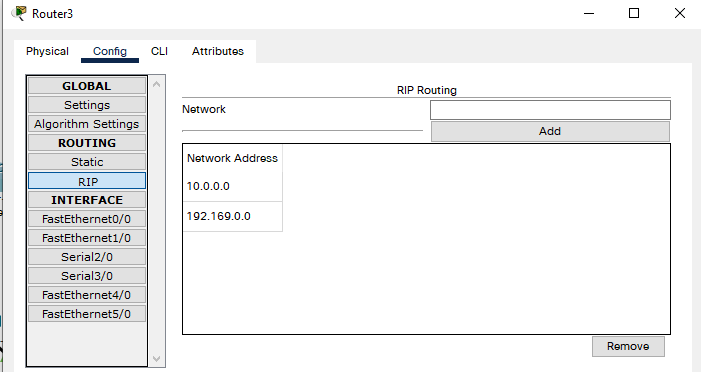 Router3
Physical Config CLI Attributes
GLOBAL
Settings
Algorithm Settings
ROUTING
Static
RIP
INTERFACE
FastEthernet0/0
FastEthernet1/0
Serial2/0
Serial3/0
FastEthernet4/0
FastEthernet5/0
RIP Routing
Network
Add
Network Address
10.0.0.0
192.169.0.0
Remove